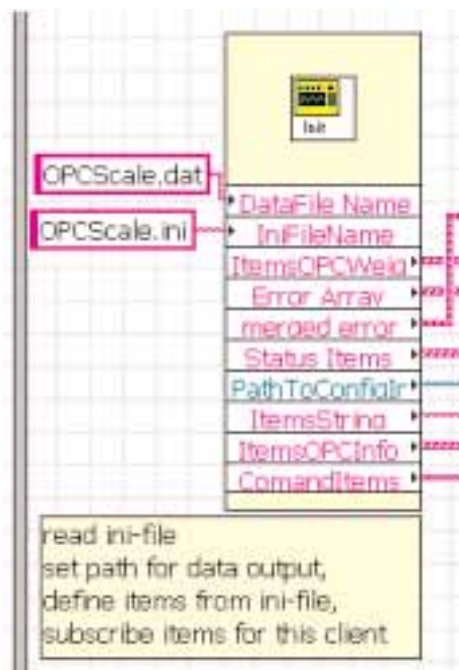 Init
OPCScale.dat
OPCScale.ini
DataFile Name
IniFileName
ItemsOPCWeig
Error Array
merged error
Status Items
PathToConfigIr
ItemsString
ItemsOPCInfo
ComandItems
read ini-file
set path for data output,
define items from ini-file,
subscribe items for this client